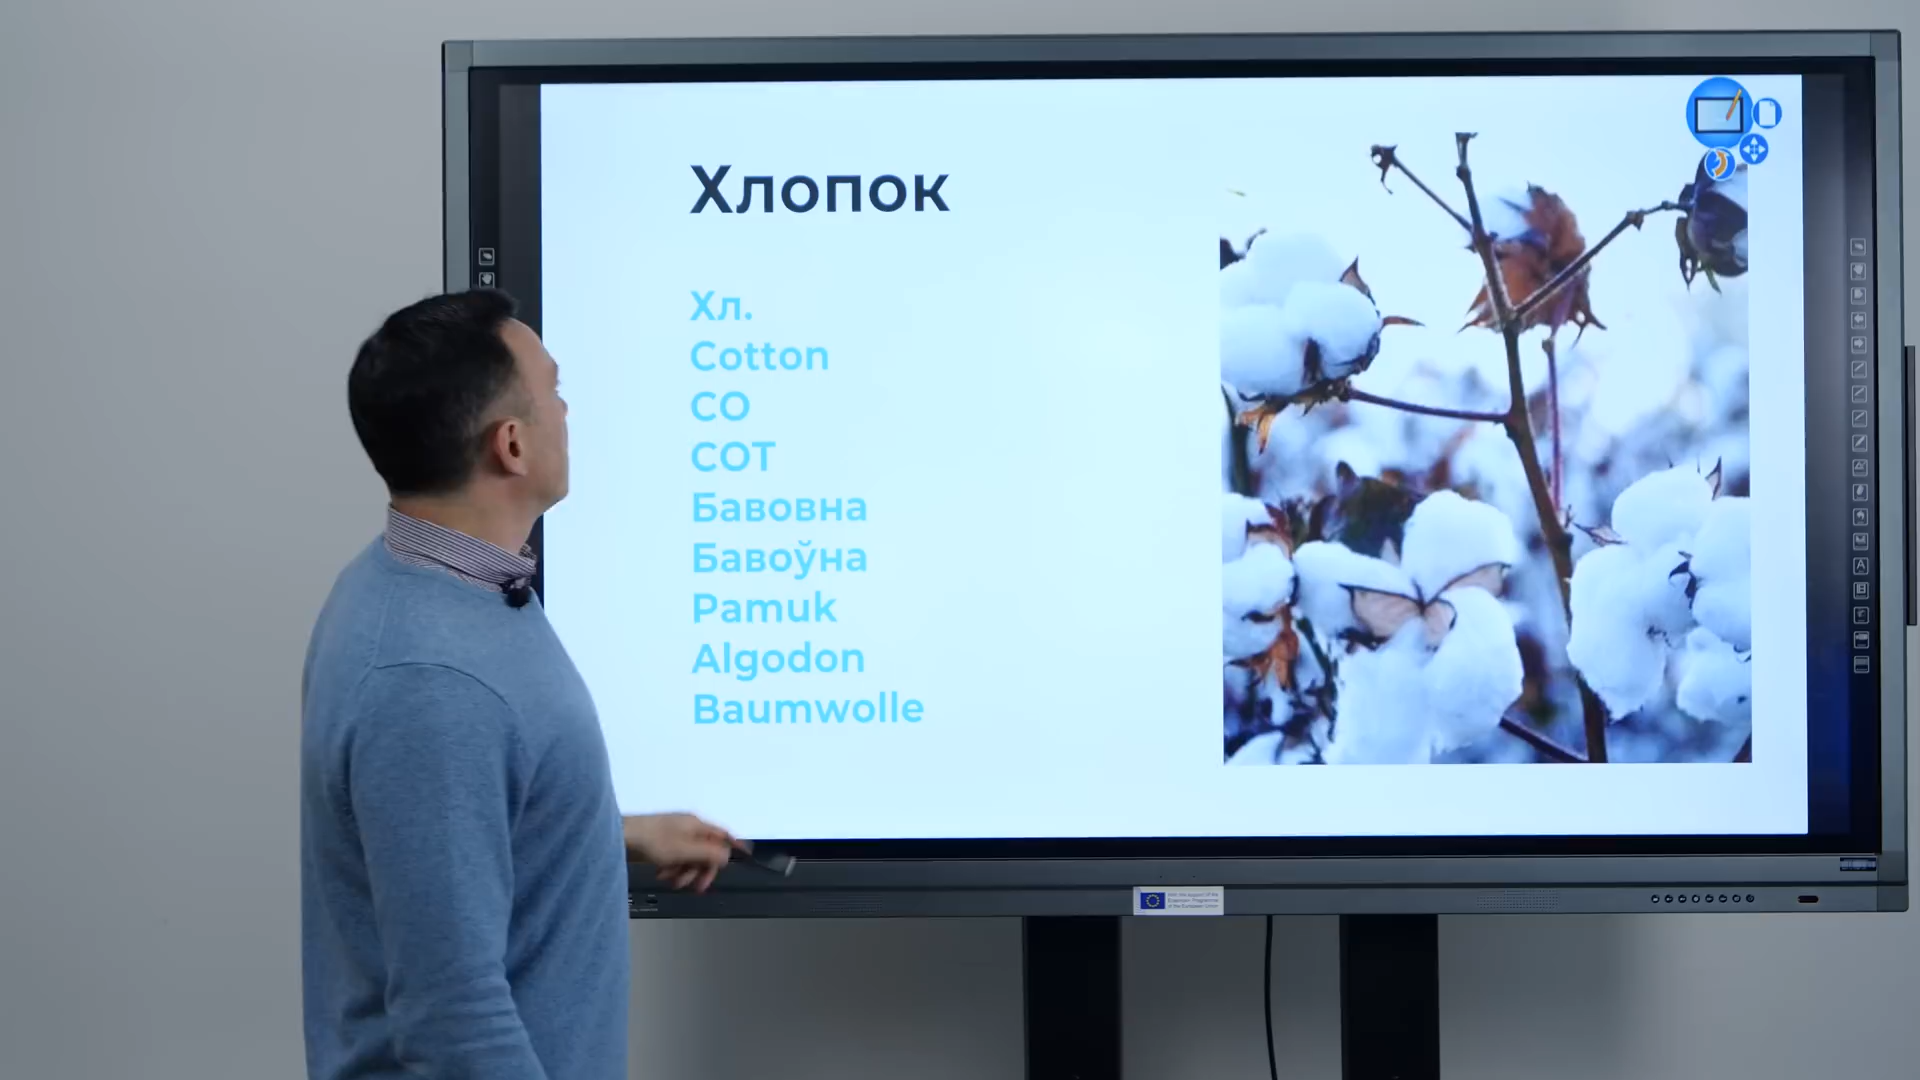 Хлопок
Хл.
Cotton
CO
COT
Бавовна
Бавоўна
Pamuk
Algodon
Baumwolle